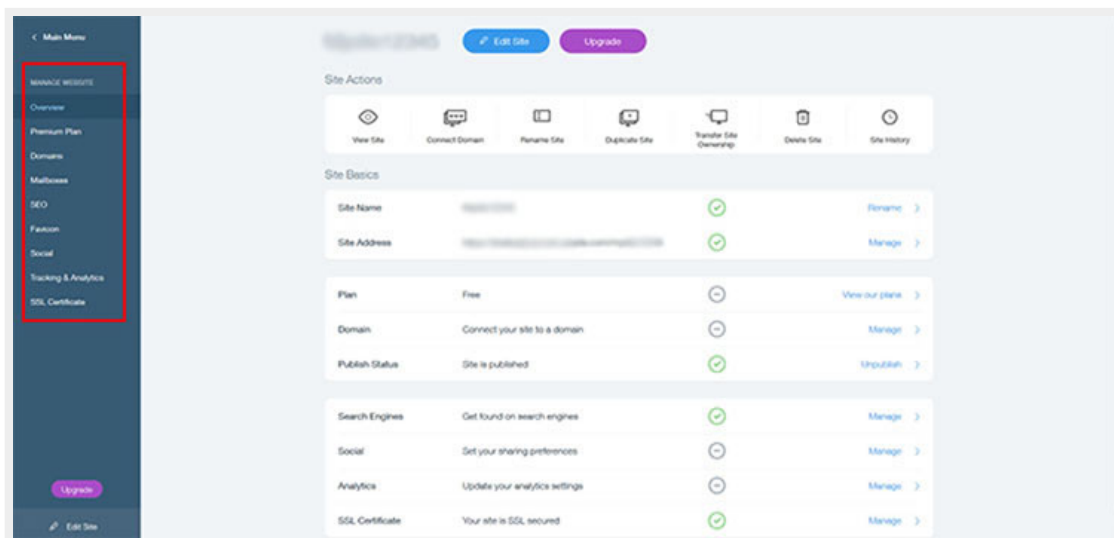 Main Menu
Edit Site
Upgrade
MANAGE WEBSITE
Overview
Premium Plan
Domains
Mailboxes
SEO
Favicon
Social
Tracking & Analytics
SSL Certificate
Upgrade
Edit Site
Site Actions
View Site
Connect Domain
Rename Site
Duplicate Site
Transfer Site
Ownership
Delete Site
Site History
Site Basics
Site Name Rename
Site Address Manage
Plan Free View our plans
Domain Connect your site to a domain Manage
Publish Status Site is published Unpublish
Search Engines Get found on search engines Manage
Social Set your sharing preferences Manage
Analytics Update your analytics settings Manage
SSL Certificate Your site is SSL secured Manage